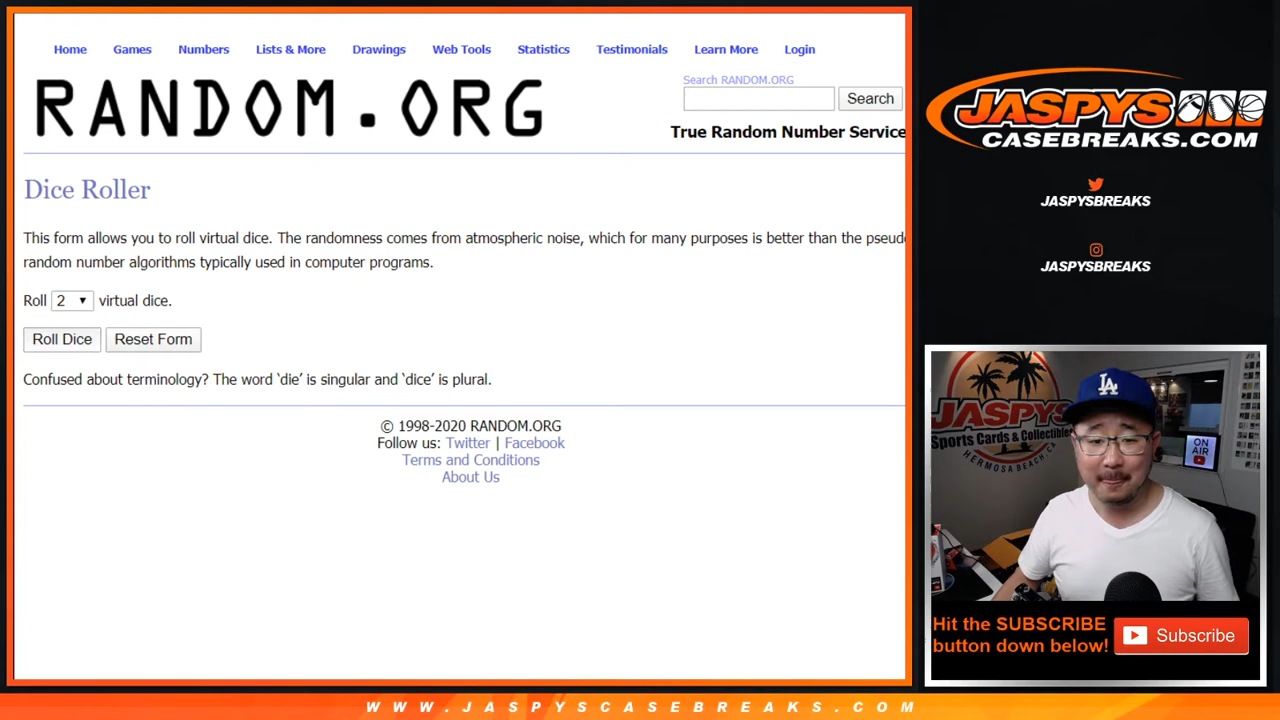 Home Games Numbers Lists & More Drawings Web Tools Statistics Testimonials Learn More Login
RANDOM.ORG
Search RANDOM.ORG
Search
True Random Number Service
Dice Roller
This form allows you to roll virtual dice. The randomness comes from atmospheric noise, which for many purposes is better than the pseudo
random number algorithms typically used in computer programs.
Roll 2 virtual dice.
Roll Dice Reset Form
Confused about terminology? The word ‘die’ is singular and ‘dice’ is plural.
© 1998-2020 RANDOM.ORG
Follow us: Twitter | Facebook
Terms and Conditions
About Us
JASPYS
CASEBREAKS.COM
JASPYSBREAKS
JASPYSBREAKS
JASPYS
Sports Cards & Collectibles
HERMOSA BEACH, CA
LA
ON
AIR
Hit the SUBSCRIBE
button down below!
Subscribe
WWW.JASPYSCASEBREAKS.COM